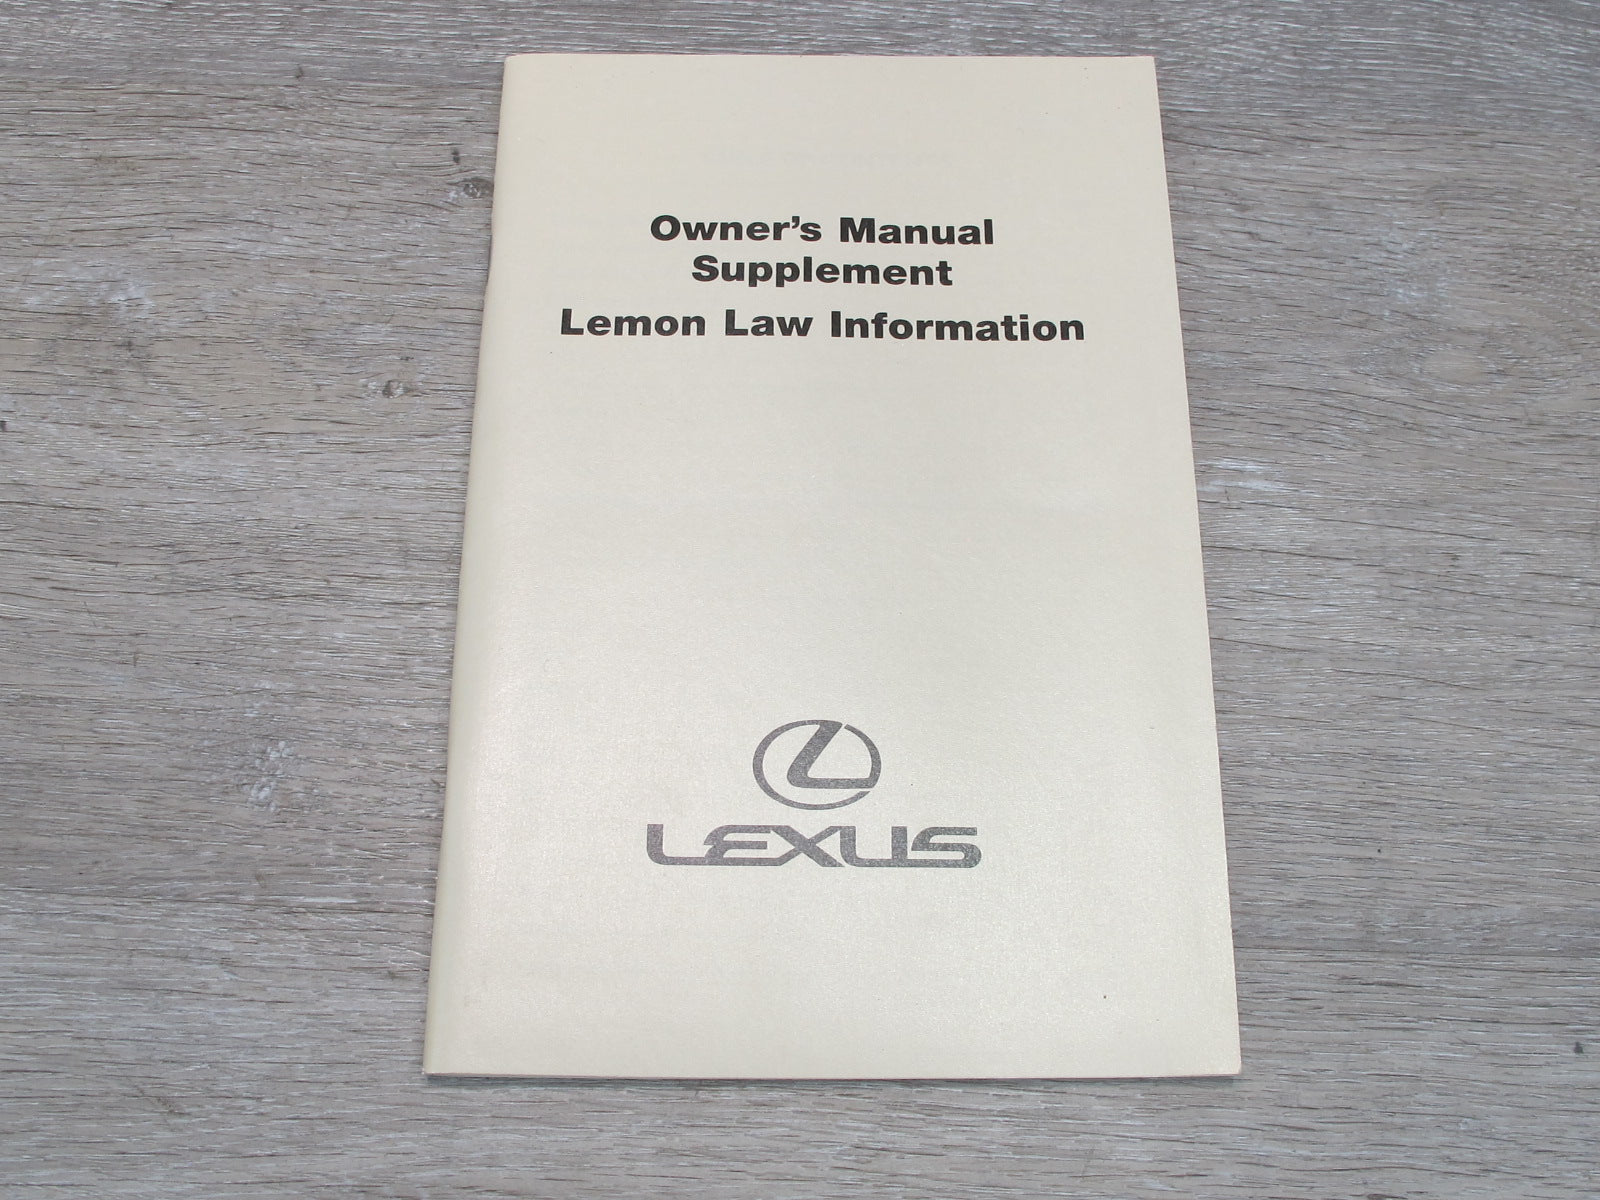 Owner's Manual
Supplement
Lemon Law Information
LEXUS